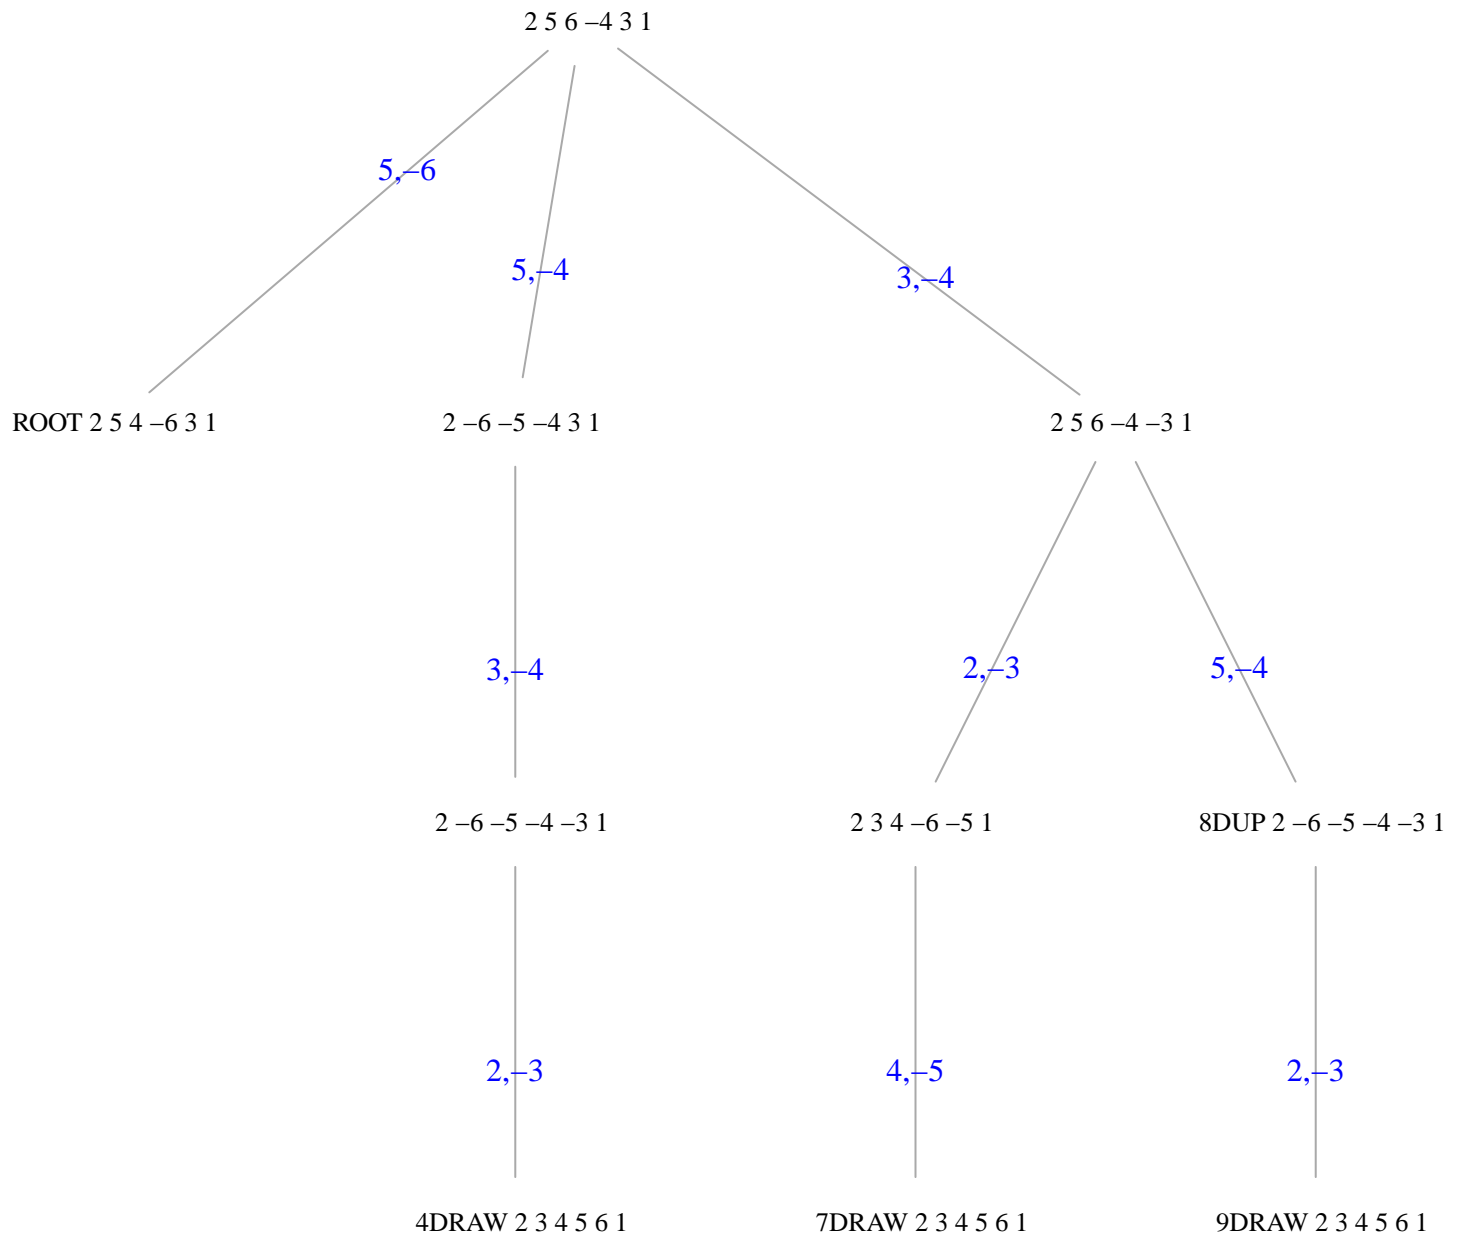 2 5 6 –4 3 1
5,–6
5,–4
3,–4
ROOT 2 5 4 –6 3 1
2 –6 –5 –4 3 1
2 5 6 –4 –3 1
3,–4
2,–3
5,–4
2 –6 –5 –4 –3 1
2 3 4 –6 –5 1
8DUP 2 –6 –5 –4 –3 1
2,–3
4,–5
2,–3
4DRAW 2 3 4 5 6 1
7DRAW 2 3 4 5 6 1
9DRAW 2 3 4 5 6 1